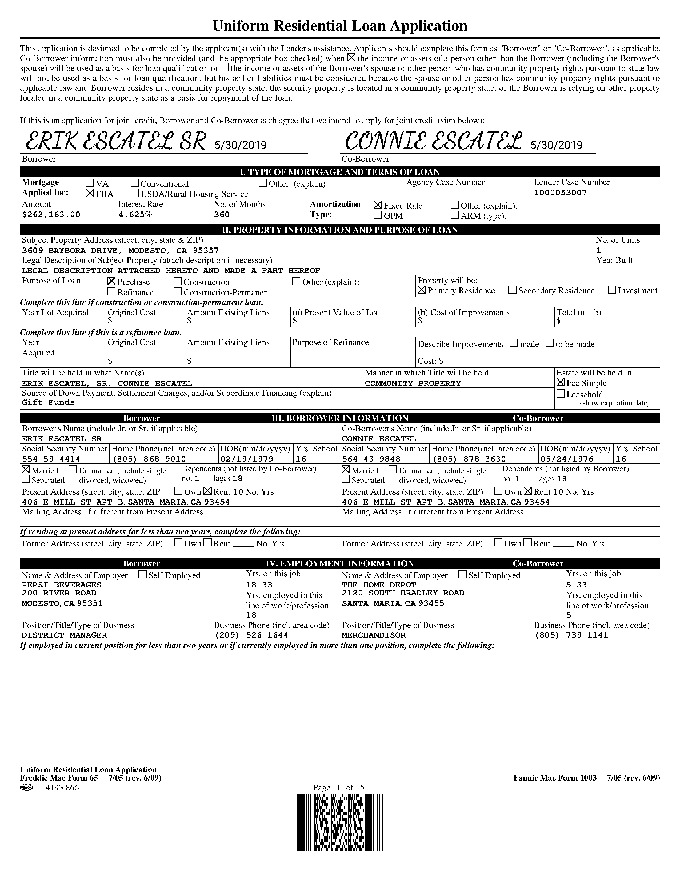 Uniform Residential Loan Application
This application is designed to be completed by the applicant(s) with the Lender's assistance. Applicants should complete this form as "Borrower" or "Co-Borrower", as applicable.
Co-Borrower information must also be provided (and the appropriate box checked) when the income or assets of a person other than the Borrower (including the Borrower's
spouse) will be used as a basis for loan qualification or the income or assets of the Borrower's spouse or other person who has community property rights pursuant to state law
will not be used as a basis for loan qualification, but his or her liabilities must be considered because the spouse or other person has community property rights pursuant to
applicable law and Borrower resides in a community property state, the security property is located in a community property state, or the Borrower is relying on other property
located in a community property state as a basis for repayment of the loan.
If this is an application for joint credit, Borrower and Co-Borrower each agree that we intend to apply for joint credit (sign below):
ERIK ESCATEL SR 5/30/2019 CONNIE ESCATEL 5/30/2019
Borrower Co-Borrower
I. TYPE OF MORTGAGE AND TERMS OF LOAN
Mortgage VA Conventional Other (explain): Agency Case Number Lender Case Number
Applied for: FHA USDA/Rural Housing Service 1000053007
Amount Interest Rate No. of Months Amortization Fixed Rate Other (explain):
$262,163.00 4.625% 360 Type: GPM ARM (type):
II. PROPERTY INFORMATION AND PURPOSE OF LOAN
Subject Property Address (street, city, state & ZIP) No. of Units
3609 BAYBORA DRIVE, MODESTO, CA 95357 1
Legal Description of Subject Property (attach description if necessary) Year Built
LEGAL DESCRIPTION ATTACHED HERETO AND MADE A PART HEREOF
Purpose of Loan Purchase Construction Other (explain): Property will be:
Refinance Construction-Permanent Primary Residence Secondary Residence Investment
Complete this line if construction or construction-permanent loan.
Year Lot Acquired Original Cost Amount Existing Liens (a) Present Value of Lot (b) Cost of Improvements
$ $ $ $ $
Complete this line if this is a refinance loan.
Year Original Cost Amount Existing Liens Purpose of Refinance Describe Improvements made to be made
Acquired $ $ Cost: $
Title will be held in what Name(s) Manner in which Title will be held Estate will be held in
ERIK ESCATEL, SR, CONNIE ESCATEL COMMUNITY PROPERTY Fee Simple
Source of Down Payment, Settlement Charges, and/or Subordinate Financing (explain) Leasehold
Gift Funds (show expiration date)
Borrower III. BORROWER INFORMATION Co-Borrower
Borrower's Name (include Jr. or Sr. if applicable) Co-Borrower's Name (include Jr. or Sr. if applicable)
ERIK ESCATEL SR CONNIE ESCATEL
Social Security Number Home Phone (incl. area code) DOB (mm/dd/yyyy) Yrs. School Social Security Number Home Phone (incl. area code) DOB (mm/dd/yyyy) Yrs. School
554 59 4414 (805) 868 9010 02/19/1979 16 564 43 9848 (805) 878 3630 05/24/1976 16
Married Unmarried (include single, Dependents (not listed by Co-Borrower) Married Unmarried (include single, Dependents (not listed by Borrower)
Separated divorced, widowed) no. 1 ages 18 Separated divorced, widowed) no. 1 ages 18
Present Address (street, city, state, ZIP) Own Rent 10 No. Yrs. Present Address (street, city, state, ZIP) Own Rent 10 No. Yrs.
406 E MILL ST APT B, SANTA MARIA, CA 93454 406 E MILL ST APT B, SANTA MARIA, CA 93454
Mailing Address, if different from Present Address Mailing Address, if different from Present Address
If residing at present address for less than two years, complete the following:
Former Address (street, city, state, ZIP) Own Rent No. Yrs. Former Address (street, city, state, ZIP) Own Rent No. Yrs.
Borrower IV. EMPLOYMENT INFORMATION Co-Borrower
Name & Address of Employer Self Employed Yrs. on this job Name & Address of Employer Self Employed Yrs. on this job
PEPSI BEVERAGES 18.33 THE HOME DEPOT 5.33
200 RIVER ROAD Yrs. employed in this 2120 SOUTH BRADLEY ROAD Yrs. employed in this
MODESTO, CA 95351 line of work/profession SANTA MARIA, CA 93455 line of work/profession
18 5
Position/Title/Type of Business Business Phone (incl. area code) Position/Title/Type of Business Business Phone (incl. area code)
DISTRICT MANAGER (209) 526 1644 MERCHANDISOR (805) 739 1141
If employed in current position for less than two years or if currently employed in more than one position, complete the following:
Uniform Residential Loan Application
Freddie Mac Form 65 7/05 (rev. 6/09) Fannie Mae Form 1003 7/05 (rev. 6/09)
Page 1 of 5